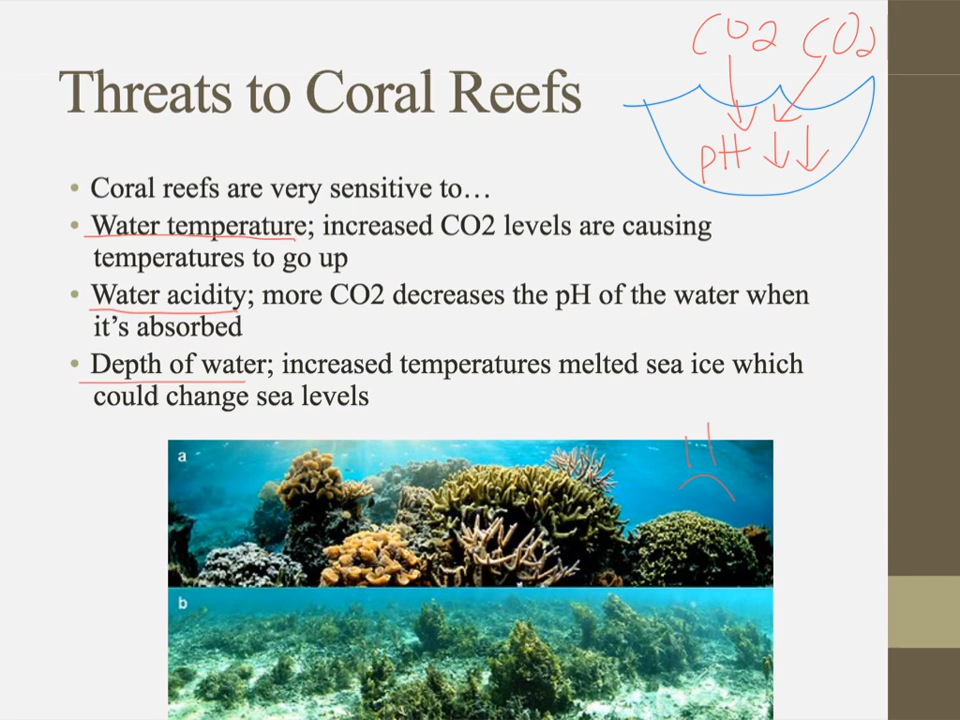 CO2 CO2
Threats to Coral Reefs
pH ↓↓
• Coral reefs are very sensitive to…
• Water temperature; increased CO2 levels are causing
temperatures to go up
• Water acidity; more CO2 decreases the pH of the water when
it’s absorbed
• Depth of water; increased temperatures melted sea ice which
could change sea levels
a
b